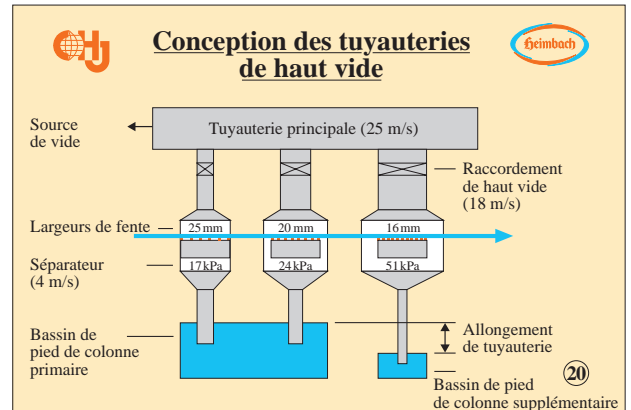 CHJ
Conception des tuyauteries
de haut vide
Heimbach
Source
de vide
Tuyauterie principale (25 m/s)
Raccordement
de haut vide
(18 m/s)
Largeurs de fente
25 mm
20 mm
16 mm
Séparateur
(4 m/s)
17 kPa
24 kPa
51 kPa
Bassin de
pied de colonne
primaire
Allongement
de tuyauterie
20
Bassin de pied
de colonne supplémentaire